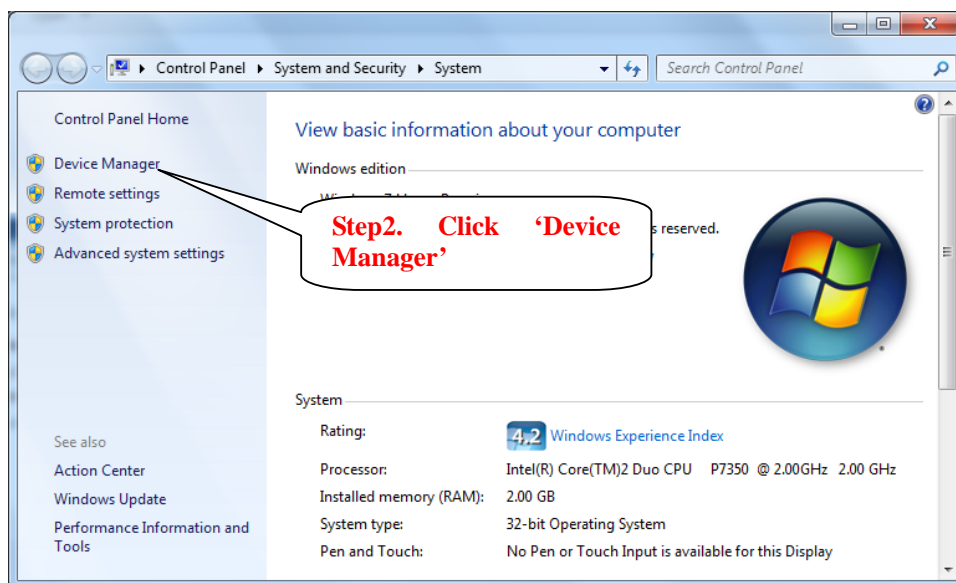 Control Panel ▸ System and Security ▸ System
Search Control Panel
Control Panel Home
Device Manager
Remote settings
System protection
Advanced system settings
See also
Action Center
Windows Update
Performance Information and
Tools
View basic information about your computer
Windows edition
s reserved.
Step2. Click ‘Device
Manager’
System
Rating:
4.2 Windows Experience Index
Processor: Intel(R) Core(TM)2 Duo CPU P7350 @ 2.00GHz 2.00 GHz
Installed memory (RAM): 2.00 GB
System type: 32-bit Operating System
Pen and Touch: No Pen or Touch Input is available for this Display